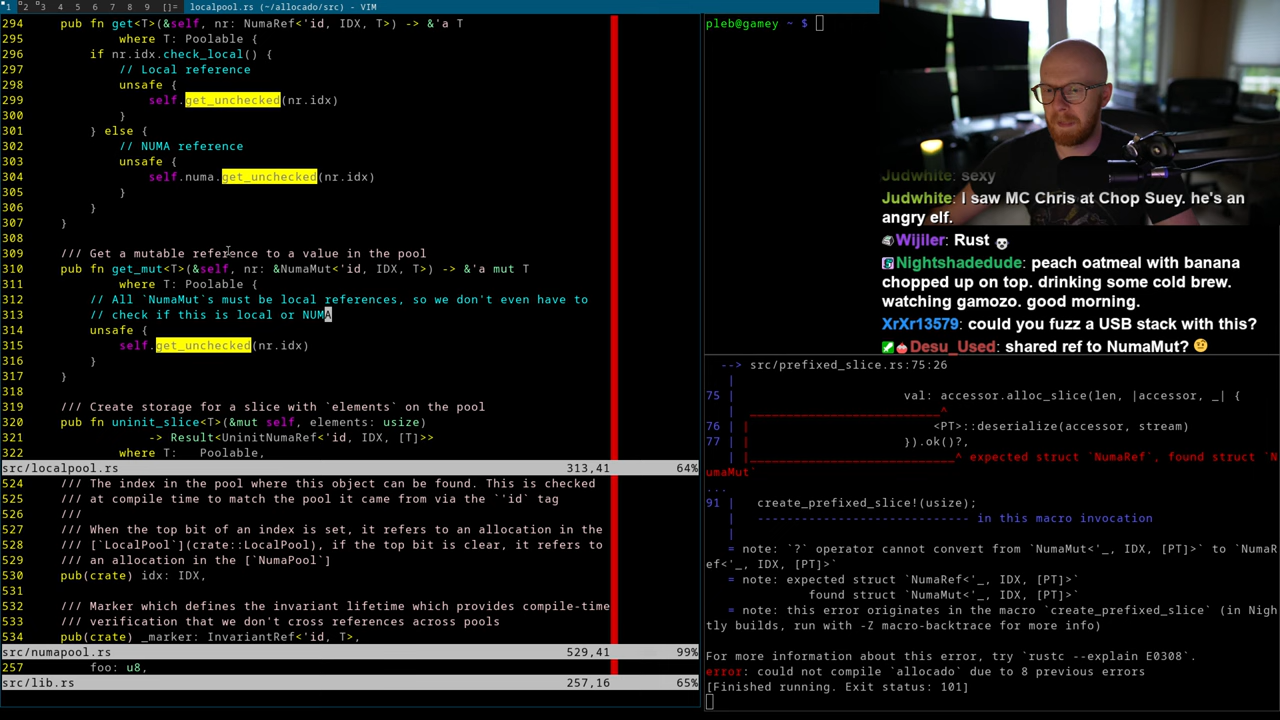 1 2 3 4 5 6 7 8 9 []= localpool.rs (~/allocado/src) - VIM
294 pub fn get<T>(&self, nr: NumaRef<'id, IDX, T>) -> &'a T
295 where T: Poolable {
296 if nr.idx.check_local() {
297 // Local reference
298 unsafe {
299 self.get_unchecked(nr.idx)
300 }
301 } else {
302 // NUMA reference
303 unsafe {
304 self.numa.get_unchecked(nr.idx)
305 }
306 }
307 }
308
309 /// Get a mutable reference to a value in the pool
310 pub fn get_mut<T>(&self, nr: &NumaMut<'id, IDX, T>) -> &'a mut T
311 where T: Poolable {
312 // All `NumaMut`s must be local references, so we don't even have to
313 // check if this is local or NUMA
314 unsafe {
315 self.get_unchecked(nr.idx)
316 }
317 }
318
319 /// Create storage for a slice with `elements` on the pool
320 pub fn uninit_slice<T>(&mut self, elements: usize)
321 -> Result<UninitNumaRef<'id, IDX, [T]>>
322 where T: Poolable,
src/localpool.rs 313,41 64%
524 /// The index in the pool where this object can be found. This is checked
525 /// at compile time to match the pool it came from via the `'id` tag
526 ///
527 /// When the top bit of an index is set, it refers to an allocation in the
528 /// [`LocalPool`](crate::LocalPool), if the top bit is clear, it refers to
529 /// an allocation in the [`NumaPool`]
530 pub(crate) idx: IDX,
531
532 /// Marker which defines the invariant lifetime which provides compile-time
533 /// verification that we don't cross references across pools
534 pub(crate) _marker: InvariantRef<'id, T>,
src/numapool.rs 529,41 99%
257 foo: u8,
src/lib.rs 257,16 65%
pleb@gamey ~ $
Judwhite: sexy
Judwhite: I saw MC Chris at Chop Suey. he's an
angry elf.
Wijiler: Rust
Nightshadedude: peach oatmeal with banana
chopped up on top. drinking some cold brew.
watching gamozo. good morning.
XrXr13579: could you fuzz a USB stack with this?
Desu_Used: shared ref to NumaMut?
--> src/prefixed_slice.rs:75:26
|
75 | val: accessor.alloc_slice(len, |accessor, _| {
| __________________________^
76 | | <PT>::deserialize(accessor, stream)
77 | | }).ok()?,
| |____________________________^ expected struct `NumaRef`, found struct `N
umaMut`
...
91 | create_prefixed_slice!(usize);
| ----------------------------- in this macro invocation
|
= note: `?` operator cannot convert from `NumaMut<'_, IDX, [PT]>` to `NumaR
ef<'_, IDX, [PT]>`
= note: expected struct `NumaRef<'_, IDX, [PT]>`
found struct `NumaMut<'_, IDX, [PT]>`
= note: this error originates in the macro `create_prefixed_slice` (in Nigh
tly builds, run with -Z macro-backtrace for more info)
For more information about this error, try `rustc --explain E0308`.
error: could not compile `allocado` due to 8 previous errors
[Finished running. Exit status: 101]